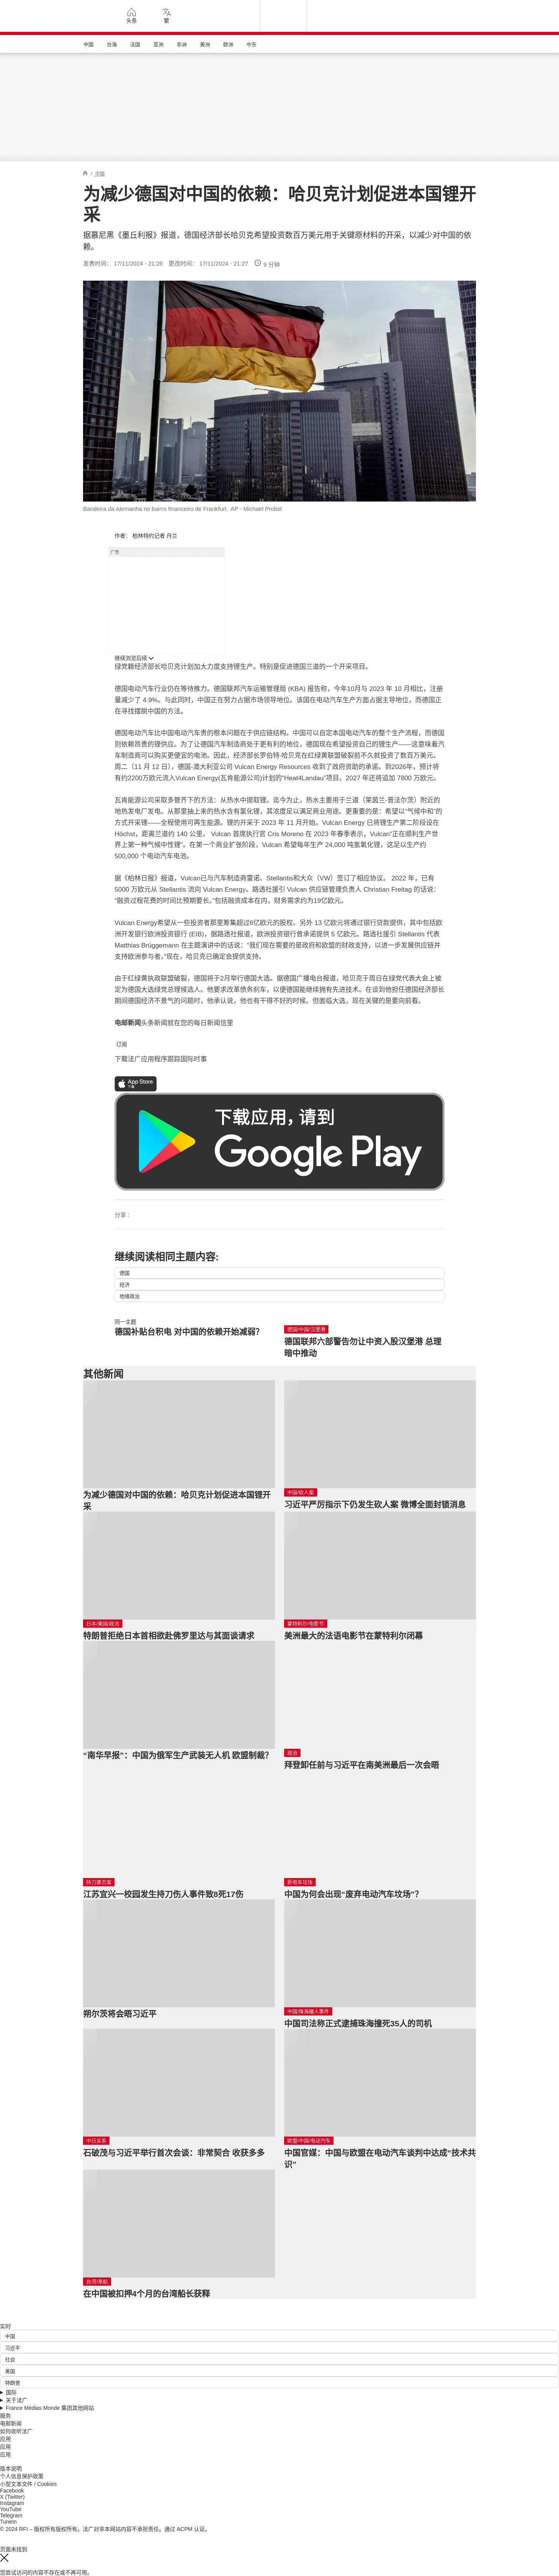 头条
繁
中国
台海
法国
亚洲
非洲
美洲
欧洲
中东
/ 中国
为减少德国对中国的依赖：哈贝克计划促进本国锂开
采
据慕尼黑《墨丘利报》报道，德国经济部长哈贝克希望投资数百万美元用于关键原材料的开采，以减少对中国的依
赖。
发表时间： 17/11/2024 - 21:26 更改时间： 17/11/2024 - 21:27 9 分钟
Bandeira da Alemanha no bairro financeiro de Frankfurt. AP - Michael Probst
作者： 柏林特约记者 丹兰
广告
继续浏览后续
绿党籍经济部长哈贝克计划加大力度支持锂生产。特别是促进德国兰道的一个开采项目。
德国电动汽车行业仍在等待推力。德国联邦汽车运输管理局 (KBA) 报告称，今年10月与 2023 年 10 月相比，注册
量减少了 4.9%。与此同时，中国正在努力占据市场领导地位。该国在电动汽车生产方面占据主导地位，而德国正
在寻找摆脱中国的方法。
德国电动汽车比中国电动汽车贵的根本问题在于供应链结构。中国可以自定本国电动汽车的整个生产流程，而德国
则依赖昂贵的锂供应。为了让德国汽车制造商处于更有利的地位，德国现在希望投资自己的锂生产——这意味着汽
车制造商可以购买更便宜的电池。因此，经济部长罗伯特·哈贝克在红绿黄联盟破裂前不久就投资了数百万美元。
周二（11 月 12 日），德国-澳大利亚公司 Vulcan Energy Resources 收到了政府资助的承诺。到2026年，预计将
有约2200万欧元流入Vulcan Energy(瓦肯能源公司)计划的“Heat4Landau”项目。2027 年还将追加 7800 万欧元。
瓦肯能源公司采取多管齐下的方法：从热水中提取锂。迄今为止，热水主要用于兰道（莱茵兰-普法尔茨）附近的
地热发电厂发电。从那里抽上来的热水含有氯化锂，其浓度足以满足商业用途。更重要的是：希望以“气候中和”的
方式开采锂——全程使用可再生能源。锂的开采于 2023 年 11 月开始，Vulcan Energy 已将锂生产第二阶段设在
Höchst，距离兰道约 140 公里。 Vulcan 首席执行官 Cris Moreno 在 2023 年春季表示，Vulcan“正在顺利生产世
界上第一种气候中性锂”。在第一个商业扩张阶段，Vulcan 希望每年生产 24,000 吨氢氧化锂，这足以生产约
500,000 个电动汽车电池。
据《柏林日报》报道，Vulcan已与汽车制造商雷诺、Stellantis和大众（VW）签订了相应协议。 2022 年，已有
5000 万欧元从 Stellantis 流向 Vulcan Energy。路透社援引 Vulcan 供应链管理负责人 Christian Freitag 的话说：
“融资过程花费的时间比预期要长。”包括融资成本在内，财务需求约为19亿欧元。
Vulcan Energy希望从一些投资者那里筹集超过6亿欧元的股权。另外 13 亿欧元将通过银行贷款提供，其中包括欧
洲开发银行欧洲投资银行 (EIB)，据路透社报道，欧洲投资银行曾承诺提供 5 亿欧元。路透社援引 Stellantis 代表
Matthias Brüggemann 在主题演讲中的话说：“我们现在需要的是政府和欧盟的财政支持，以进一步发展供应链并
支持欧洲参与者。”现在，哈贝克已确定会提供支持。
由于红绿黄执政联盟破裂，德国将于2月举行德国大选。据德国广播电台报道，哈贝克于周日在绿党代表大会上被
定为德国大选绿党总理候选人。他要求改革债务刹车，以便德国能继续拥有先进技术。在谈到他担任德国经济部长
期间德国经济不景气的问题时，他承认说，他也有干得不好的时候。但面临大选，现在关键的是要向前看。
电邮新闻头条新闻就在您的每日新闻信里
订阅
下载法广应用程序跟踪国际时事
App Store
下载
下载应用，请到
Google Play
分享 :
继续阅读相同主题内容:
德国
经济
地缘政治
同一主题
德国补贴台积电 对中国的依赖开始减弱？
德国/中国/汉堡港
德国联邦六部警告勿让中资入股汉堡港 总理
暗中推动
其他新闻
为减少德国对中国的依赖：哈贝克计划促进本国锂开
采
中国/砍人案
习近平严厉指示下仍发生砍人案 微博全面封锁消息
日本/美国/政治
特朗普拒绝日本首相欲赴佛罗里达与其面谈请求
蒙特利尔/电影节
美洲最大的法语电影节在蒙特利尔闭幕
“南华早报”：中国为俄军生产武装无人机 欧盟制裁？
政治
拜登卸任前与习近平在南美洲最后一次会晤
持刀袭击案
江苏宜兴一校园发生持刀伤人事件致8死17伤
新电车坟场
中国为何会出现“废弃电动汽车坟场”？
朔尔茨将会晤习近平
中国/珠海碾人事件
中国司法称正式逮捕珠海撞死35人的司机
中日关系
石破茂与习近平举行首次会谈：非常契合 收获多多
欧盟/中国/电动汽车
中国官媒：中国与欧盟在电动汽车谈判中达成“技术共
识”
台湾/渔船
在中国被扣押4个月的台湾船长获释
实时
中国
习近平
社会
美国
特朗普
国际
关于法广
France Médias Monde 集团其他网站
服务
电邮新闻
如何收听法广
应用
应用
应用
版本说明
个人信息保护政策
小型文本文件 / Cookies
Facebook
X (Twitter)
Instagram
YouTube
Telegram
TuneIn
© 2024 RFI – 版权所有版权所有。法广对非本网站内容不承担责任。通过 ACPM 认证。
页面未找到
您尝试访问的内容不存在或不再可用。